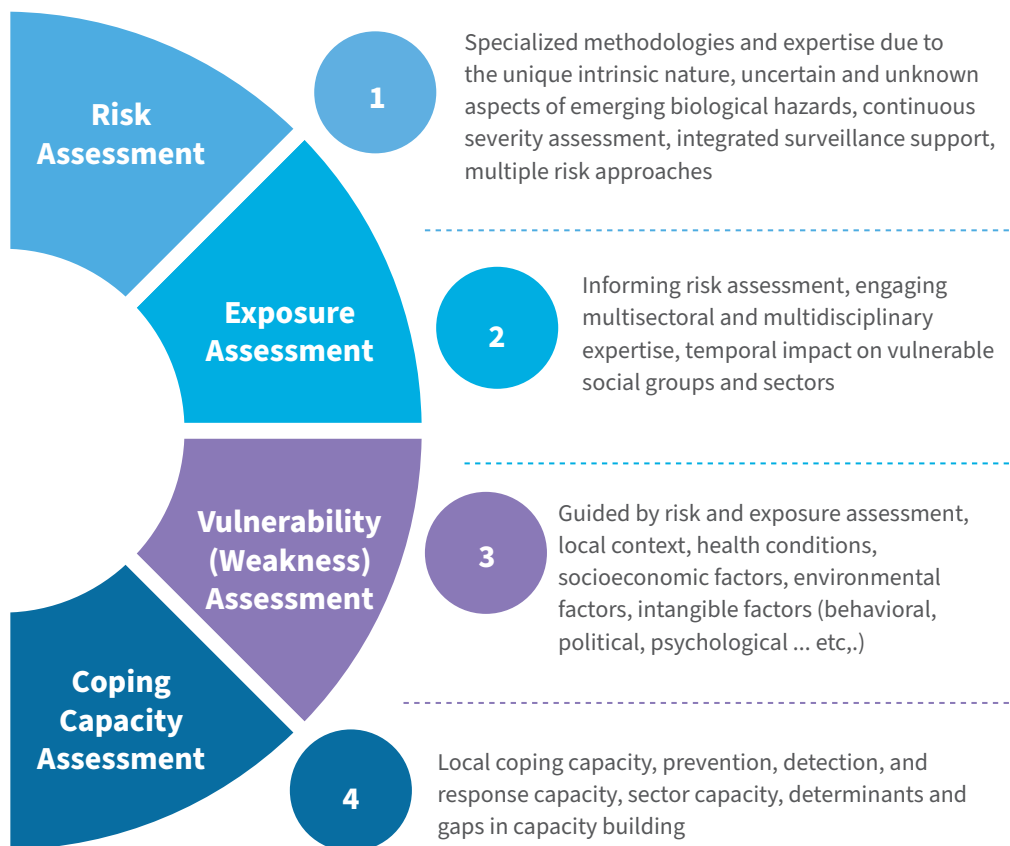 Risk
Assessment
1
Specialized methodologies and expertise due to
the unique intrinsic nature, uncertain and unknown
aspects of emerging biological hazards, continuous
severity assessment, integrated surveillance support,
multiple risk approaches
Exposure
Assessment
2
Informing risk assessment, engaging
multisectoral and multidisciplinary
expertise, temporal impact on vulnerable
social groups and sectors
Vulnerability
(Weakness)
Assessment
3
Guided by risk and exposure assessment,
local context, health conditions,
socioeconomic factors, environmental
factors, intangible factors (behavioral,
political, psychological ... etc,.)
Coping
Capacity
Assessment
4
Local coping capacity, prevention, detection, and
response capacity, sector capacity, determinants and
gaps in capacity building